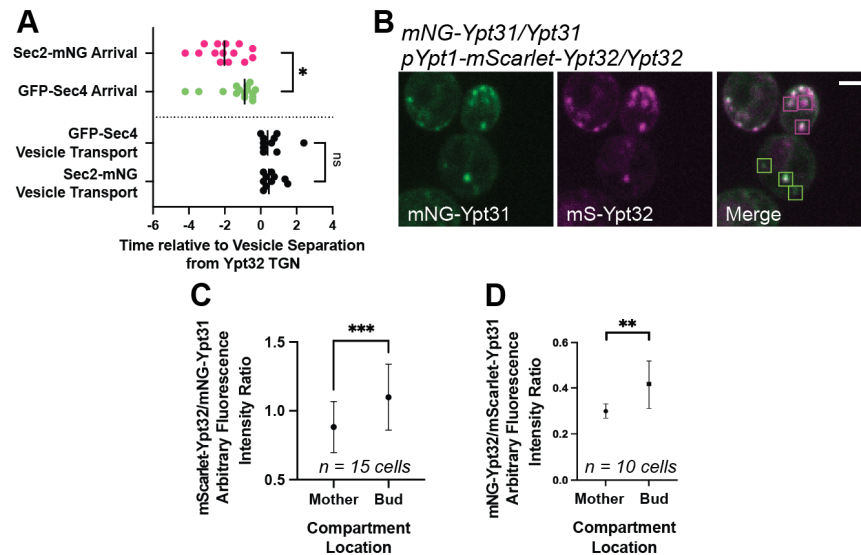 A
Sec2-mNG Arrival
*
GFP-Sec4 Arrival
GFP-Sec4
Vesicle Transport
ns
Sec2-mNG
Vesicle Transport
-6 -4 -2 0 2 4
Time relative to Vesicle Separation
from Ypt32 TGN
B
mNG-Ypt31/Ypt31
pYpt1-mScarlet-Ypt32/Ypt32
mNG-Ypt31
mS-Ypt32
Merge
C
mScarlet-Ypt32/mNG-Ypt31
Arbitrary Fluorescence
Intensity Ratio
1.5
1.0
0.5
***
n = 15 cells
Mother Bud
Compartment
Location
D
mNG-Ypt32/mScarlet-Ypt31
Arbitrary Fluorescence
Intensity Ratio
0.6
0.4
0.2
0.0
**
n = 10 cells
Mother Bud
Compartment
Location